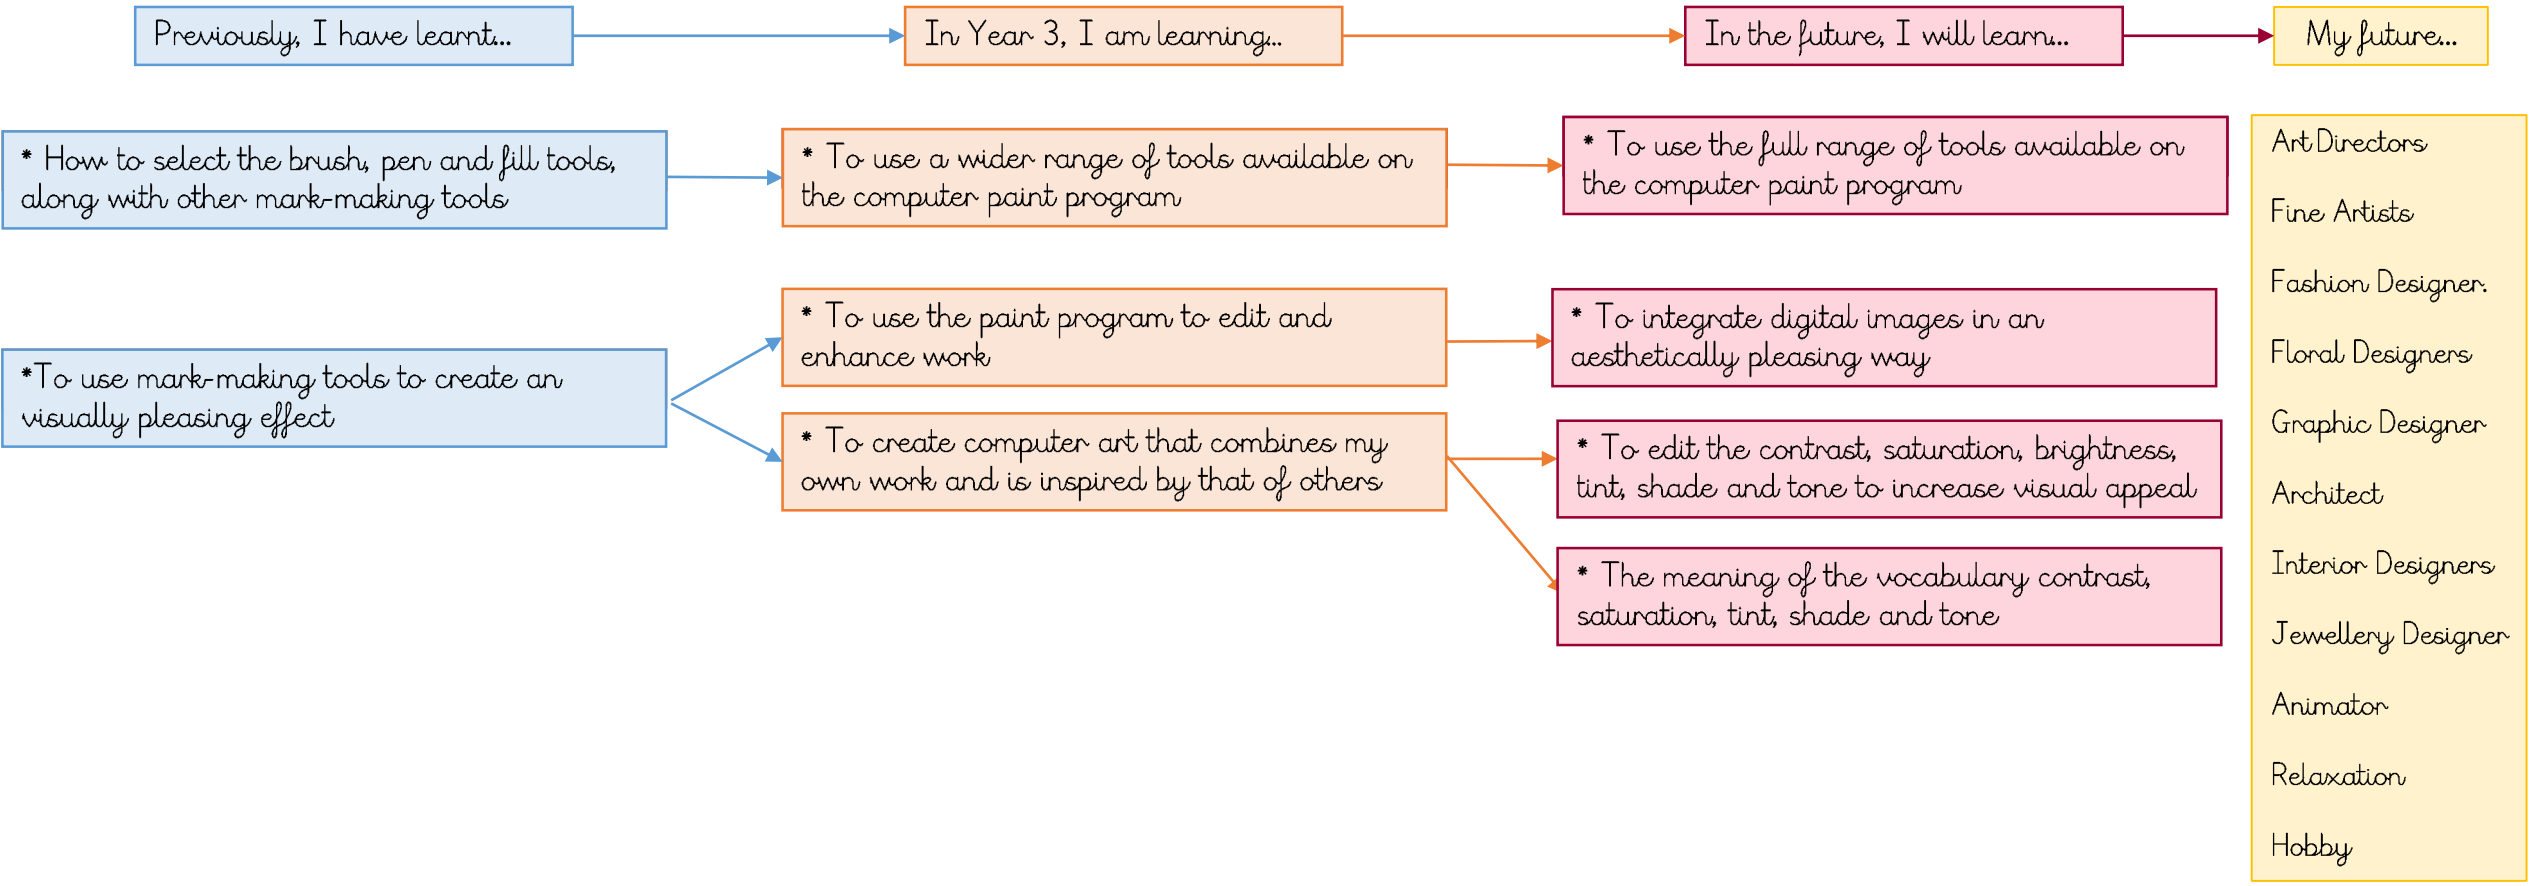 Previously, I have learnt...
In Year 3, I am learning...
In the future, I will learn...
My future...
* How to select the brush, pen and fill tools,
along with other mark-making tools
*To use mark-making tools to create an
visually pleasing effect
* To use a wider range of tools available on
the computer paint program
* To use the paint program to edit and
enhance work
* To create computer art that combines my
own work and is inspired by that of others
* To use the full range of tools available on
the computer paint program
* To integrate digital images in an
aesthetically pleasing way
* To edit the contrast, saturation, brightness,
tint, shade and tone to increase visual appeal
* The meaning of the vocabulary contrast,
saturation, tint, shade and tone
Art Directors
Fine Artists
Fashion Designer.
Floral Designers
Graphic Designer
Architect
Interior Designers
Jewellery Designer
Animator
Relaxation
Hobby